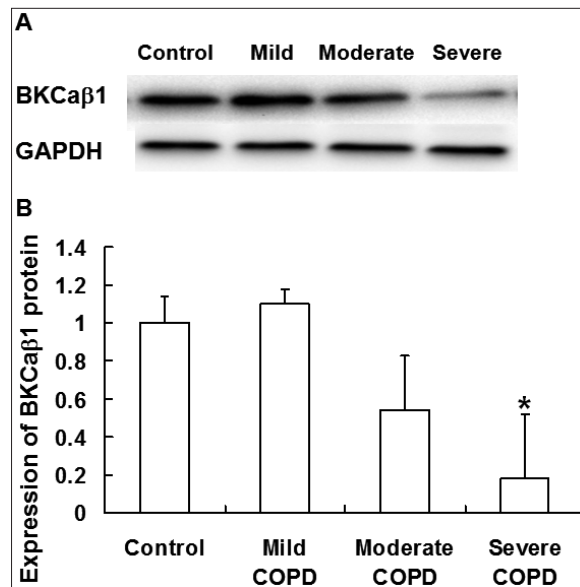 A
Control Mild Moderate Severe
BKCaβ1
GAPDH
B
Expression of BKCaβ1 protein
1.4
1.2
1
0.8
0.6
0.4
0.2
0
*
Control Mild COPD Moderate COPD Severe COPD